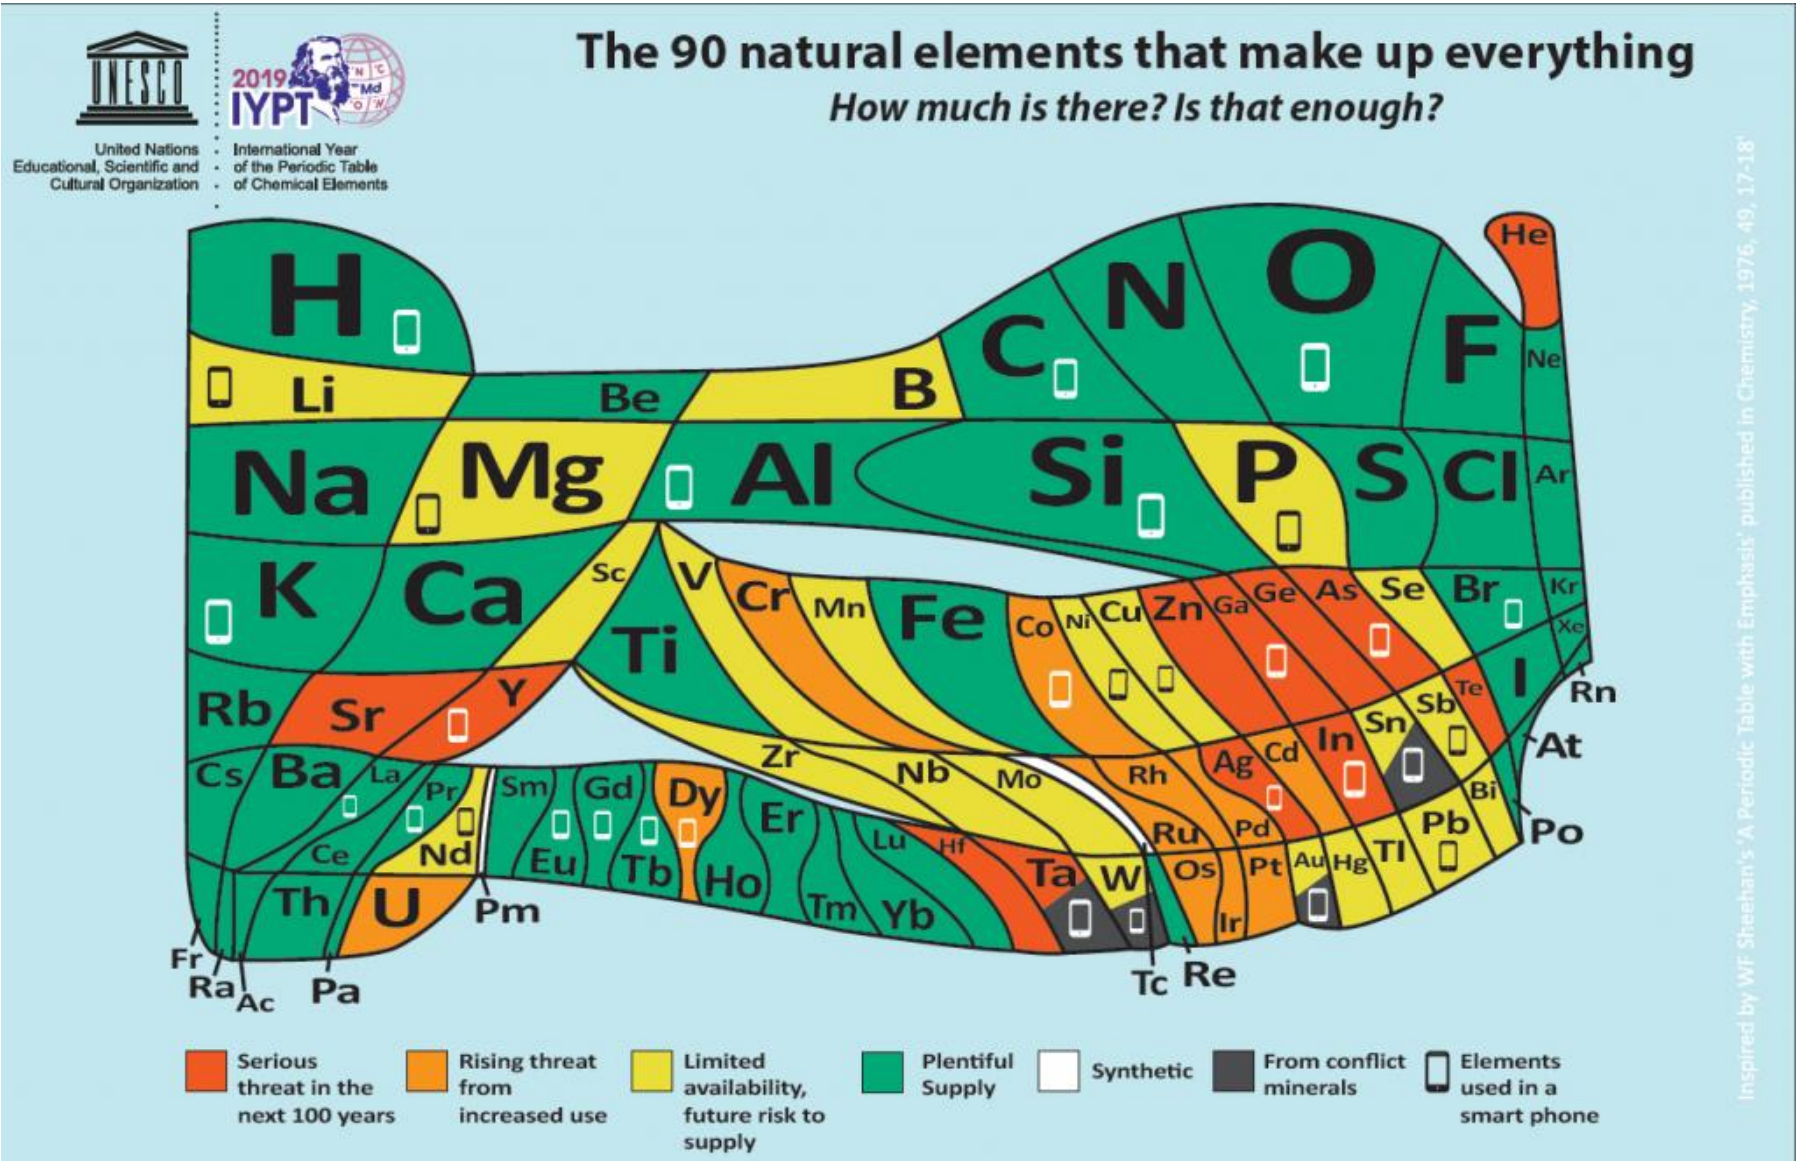 The 90 natural elements that make up everything
How much is there? Is that enough?
UNESCO
2019
IYPT
N C
Md
O N
United Nations
Educational, Scientific and
Cultural Organization
International Year
of the Periodic Table
of Chemical Elements
H
He
Li
Be
B
C
N
O
F
Ne
Na
Mg
Al
Si
P
S
Cl
Ar
K
Ca
Sc
Ti
V
Cr
Mn
Fe
Co
Ni
Cu
Zn
Ga
Ge
As
Se
Br
Kr
Rb
Sr
Y
Zr
Nb
Mo
Tc
Ru
Rh
Pd
Ag
Cd
In
Sn
Sb
Te
I
Xe
Cs
Ba
La
Ce
Pr
Nd
Pm
Sm
Eu
Gd
Tb
Dy
Ho
Er
Tm
Yb
Lu
Hf
Ta
W
Re
Os
Ir
Pt
Au
Hg
Tl
Pb
Bi
Po
At
Rn
Fr
Ra
Ac
Th
Pa
U
Serious
threat in the
next 100 years
Rising threat
from
increased use
Limited
availability,
future risk to
supply
Plentiful
Supply
Synthetic
From conflict
minerals
Elements
used in a
smart phone
Inspired by WF Sheehan's 'A Periodic Table with Emphasis' published in Chemistry, 1976, 49, 17-18'